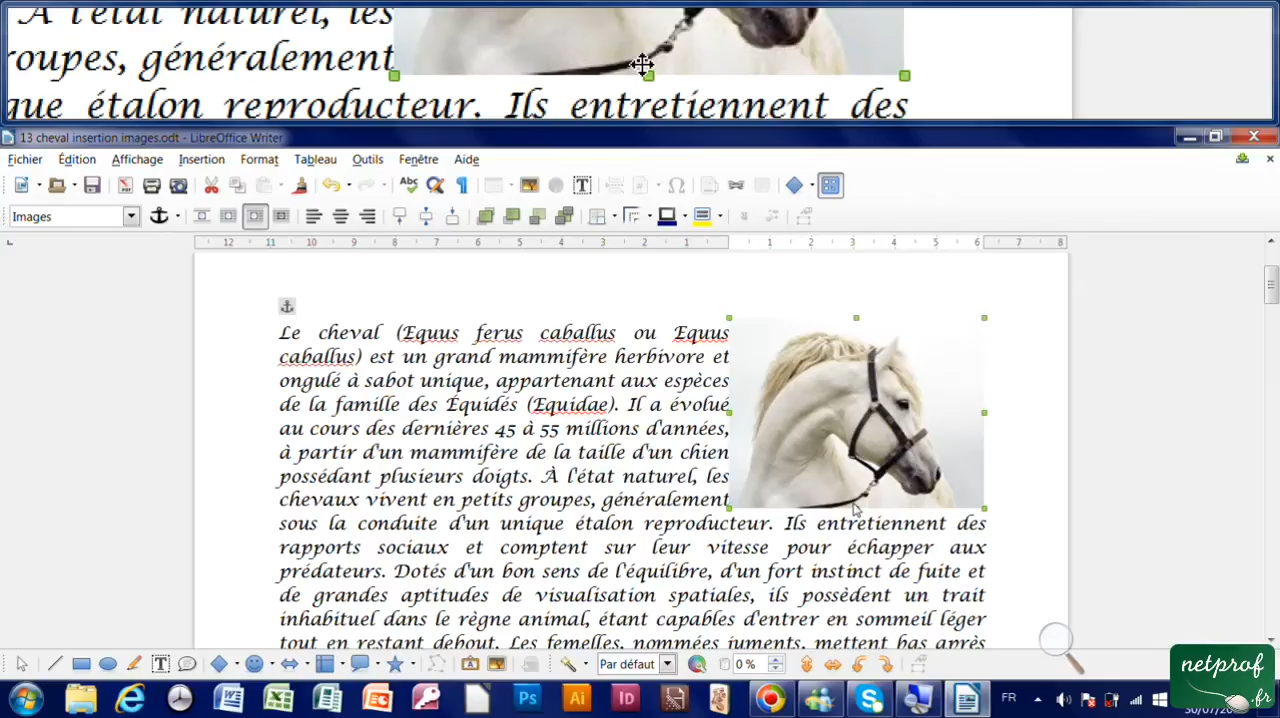 À l'état naturel, les
roupes, généralement
que étalon reproducteur. Ils entretiennent des
13 cheval insertion images.odt - LibreOffice Writer
Fichier Édition Affichage Insertion Format Tableau Outils Fenêtre Aide
Images
12 11 10 9 8 7 6 5 4 3 2 1 1 2 3 4 5 6 7 8
Le cheval (Equus ferus caballus ou Equus
caballus) est un grand mammifère herbivore et
ongulé à sabot unique, appartenant aux espèces
de la famille des Équidés (Equidae). Il a évolué
au cours des dernières 45 à 55 millions d'années,
à partir d'un mammifère de la taille d'un chien
possédant plusieurs doigts. À l'état naturel, les
chevaux vivent en petits groupes, généralement
sous la conduite d'un unique étalon reproducteur. Ils entretiennent des
rapports sociaux et comptent sur leur vitesse pour échapper aux
prédateurs. Dotés d'un bon sens de l'équilibre, d'un fort instinct de fuite et
de grandes aptitudes de visualisation spatiales, ils possèdent un trait
inhabituel dans le règne animal, étant capables d'entrer en sommeil léger
tout en restant debout. Les femelles, nommées juments, mettent bas après
Par défaut 0 %
netprof
.fr
Ps Ai Id FR
30/07/20